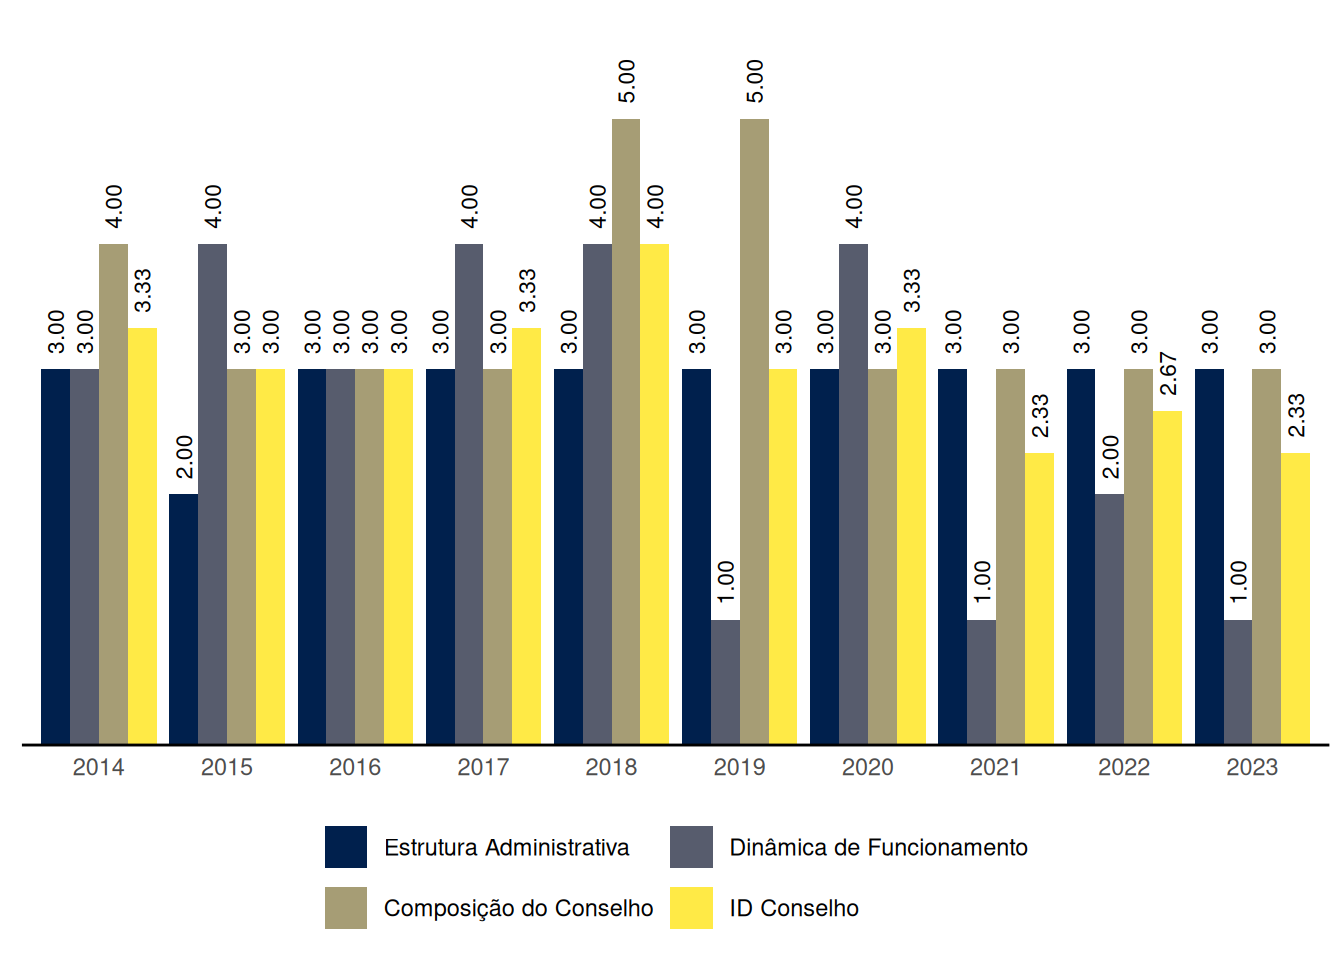 3.00 3.00 4.00 3.33 2.00 4.00 3.00 3.00 3.00 3.00 3.00 3.00 3.00 4.00 3.00 3.33 3.00 4.00 5.00 4.00 3.00 1.00 5.00 3.00 3.00 4.00 3.00 3.33 3.00 1.00 3.00 2.33 3.00 2.00 3.00 2.67 3.00 1.00 3.00 2.33
2014 2015 2016 2017 2018 2019 2020 2021 2022 2023
Estrutura Administrativa Dinâmica de Funcionamento
Composição do Conselho ID Conselho